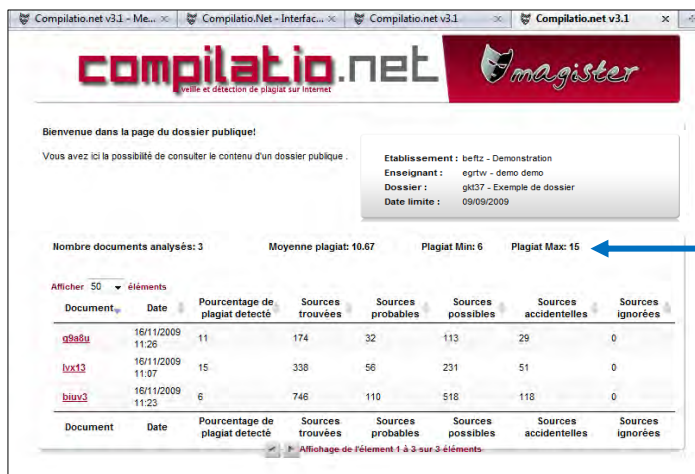 Compilatio.net v3.1 - Me... Compilatio.Net - Interfac... Compilatio.net v3.1 Compilatio.net v3.1
compilatio.net magister
veille et détection de plagiat sur Internet
Bienvenue dans la page du dossier publique!
Vous avez ici la possibilité de consulter le contenu d'un dossier publique .
Etablissement : beftz - Demonstration
Enseignant : egrtw - demo demo
Dossier : gkt37 - Exemple de dossier
Date limite : 09/09/2009
Nombre documents analysés: 3 Moyenne plagiat: 10.67 Plagiat Min: 6 Plagiat Max: 15
Afficher 50 éléments
Document Date Pourcentage de plagiat detecté Sources trouvées Sources probables Sources possibles Sources accidentelles Sources ignorées
q9a8u 16/11/2009 11:26 11 174 32 113 29 0
lvx13 16/11/2009 11:07 15 338 56 231 51 0
biuv3 16/11/2009 11:23 6 746 110 518 118 0
Document Date Pourcentage de plagiat detecté Sources trouvées Sources probables Sources possibles Sources accidentelles Sources ignorées
Affichage de l'élement 1 à 3 sur 3 éléments